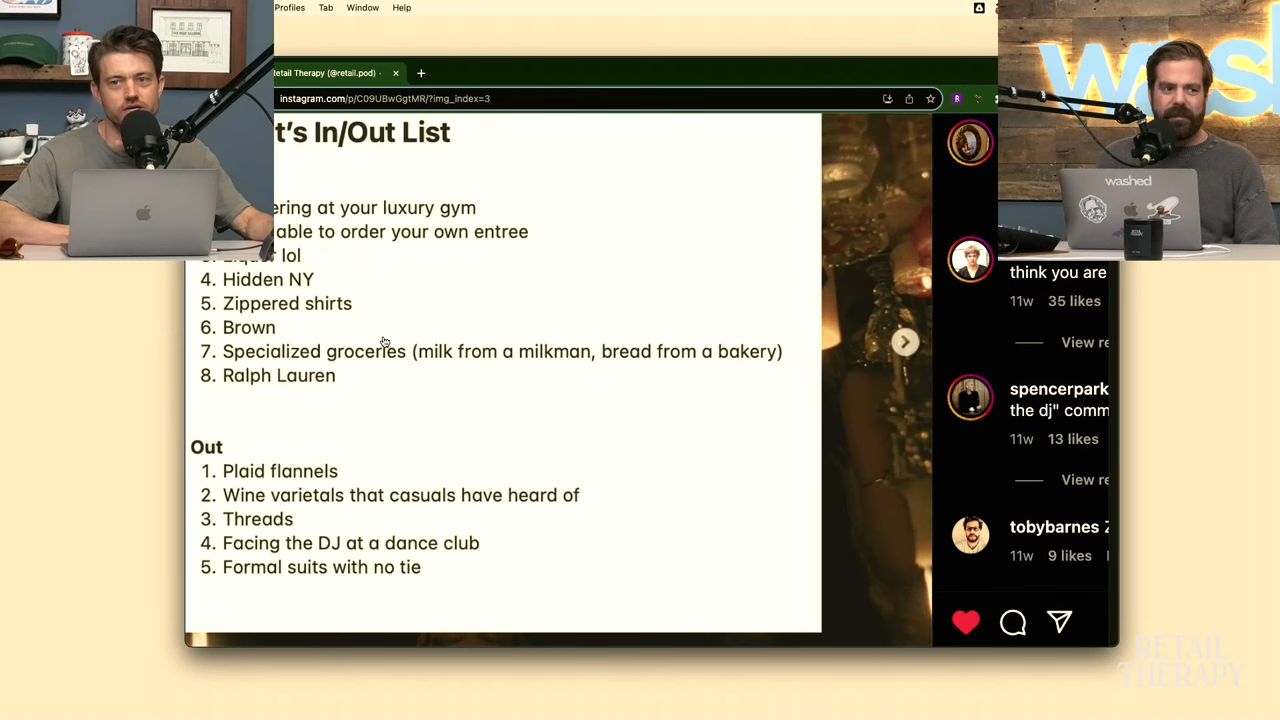 Profiles Tab Window Help
Retail Therapy (@retail.pod) ·
instagram.com/p/C09UBwGgtMR/?img_index=3
R
t's In/Out List
ering at your luxury gym
able to order your own entree
lol
4. Hidden NY
5. Zippered shirts
6. Brown
7. Specialized groceries (milk from a milkman, bread from a bakery)
8. Ralph Lauren
Out
1. Plaid flannels
2. Wine varietals that casuals have heard of
3. Threads
4. Facing the DJ at a dance club
5. Formal suits with no tie
think you are
11w 35 likes
View re
spencerpark
the dj" comm
11w 13 likes
View re
tobybarnes
11w 9 likes
was
washed
RETAIL THERAPY
RETAIL
THERAPY